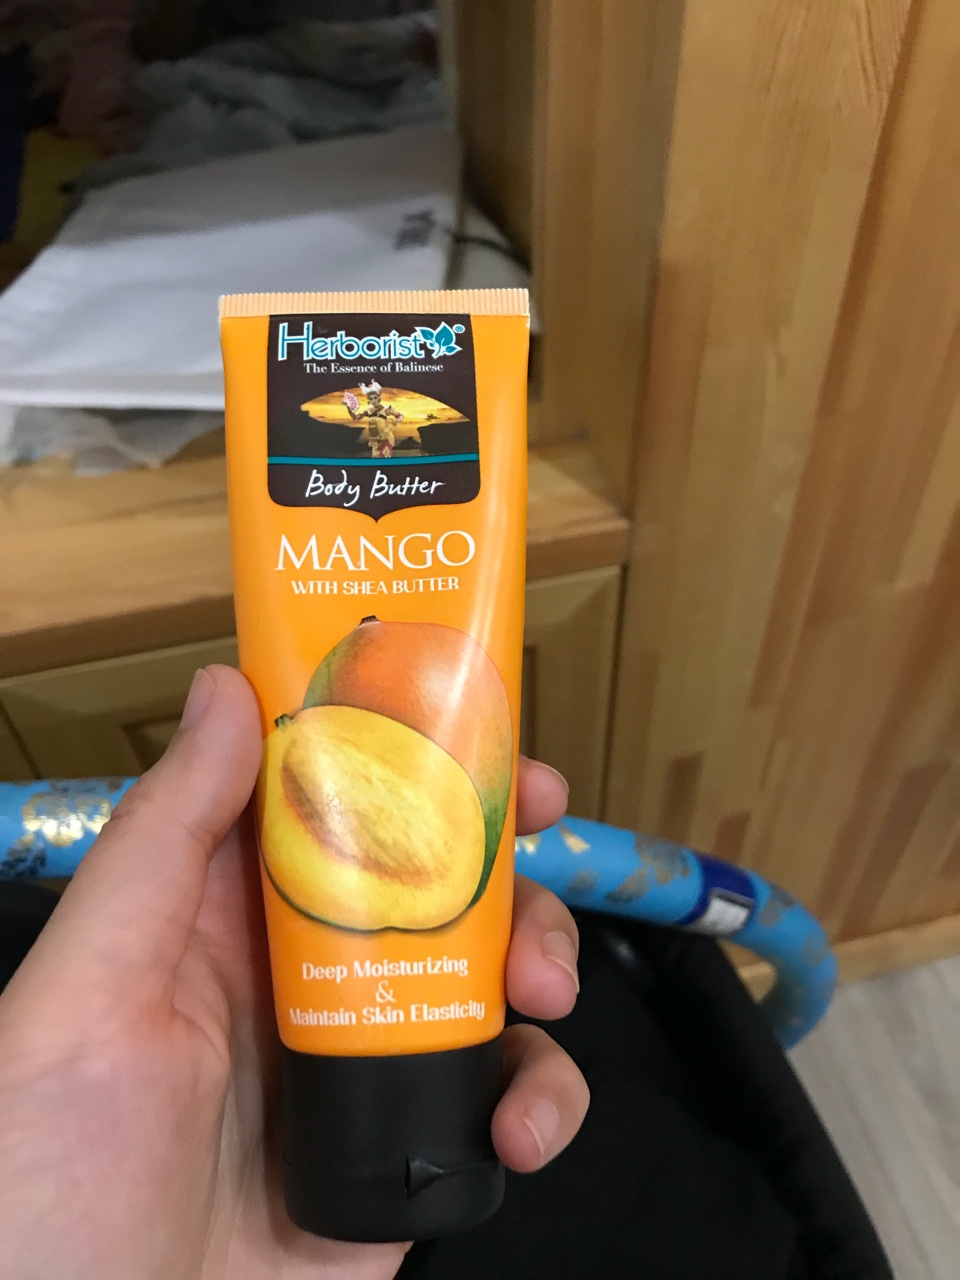 Herborist®
The Essence of Balinese
Body Butter
MANGO
WITH SHEA BUTTER
Deep Moisturizing
&
Maintain Skin Elasticity